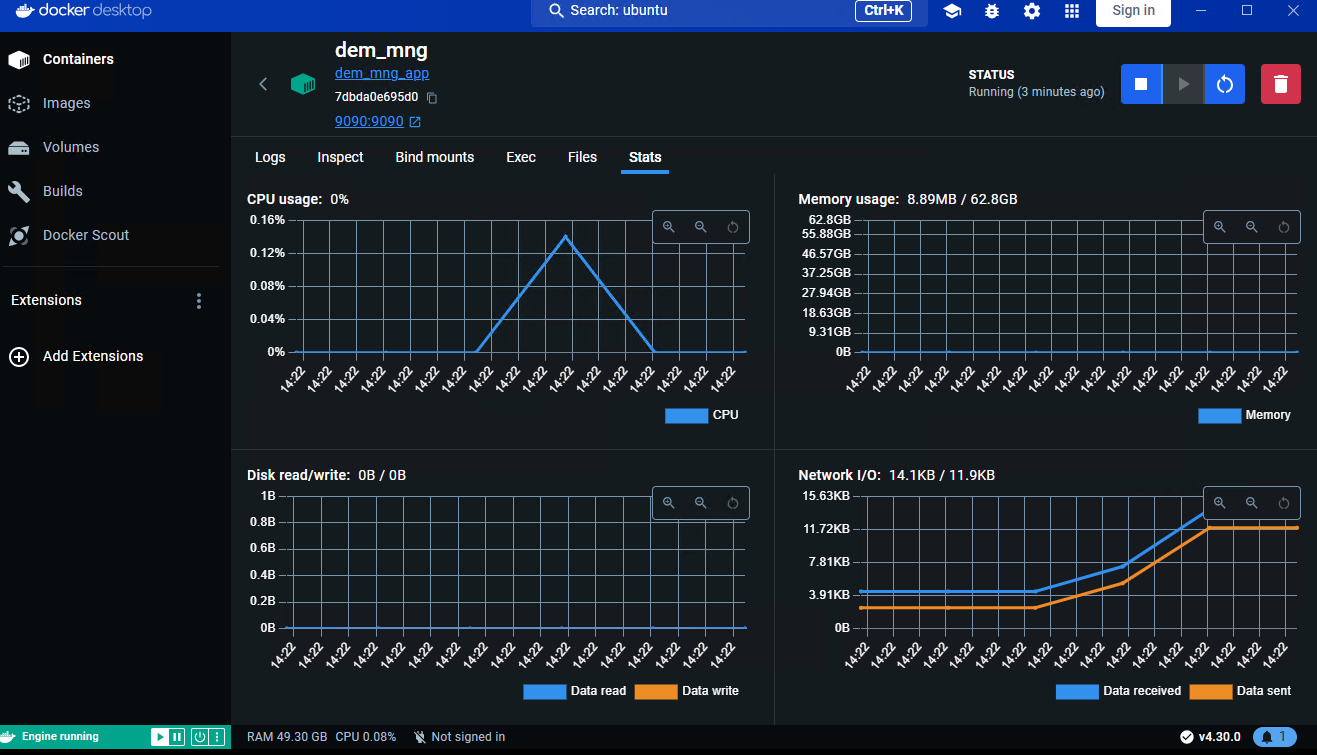 docker desktop
Search: ubuntu
Ctrl+K
Sign in
Containers
Images
Volumes
Builds
Docker Scout
Extensions
Add Extensions
dem_mng
dem_mng_app
7dbda0e695d0
9090:9090
STATUS
Running (3 minutes ago)
Logs
Inspect
Bind mounts
Exec
Files
Stats
CPU usage: 0%
0.16%
0.12%
0.08%
0.04%
0%
14:22 14:22 14:22 14:22 14:22 14:22 14:22 14:22 14:22 14:22 14:22 14:22 14:22 14:22 14:22 14:22 14:22
CPU
Memory usage: 8.89MB / 62.8GB
62.8GB
55.88GB
46.57GB
37.25GB
27.94GB
18.63GB
9.31GB
0B
14:22 14:22 14:22 14:22 14:22 14:22 14:22 14:22 14:22 14:22 14:22 14:22 14:22 14:22 14:22 14:22 14:22
Memory
Disk read/write: 0B / 0B
1B
0.8B
0.6B
0.4B
0.2B
0B
14:22 14:22 14:22 14:22 14:22 14:22 14:22 14:22 14:22 14:22 14:22 14:22 14:22 14:22 14:22 14:22 14:22
Data read
Data write
Network I/O: 14.1KB / 11.9KB
15.63KB
11.72KB
7.81KB
3.91KB
0B
14:22 14:22 14:22 14:22 14:22 14:22 14:22 14:22 14:22 14:22 14:22 14:22 14:22 14:22 14:22 14:22 14:22
Data received
Data sent
Engine running
RAM 49.30 GB CPU 0.08%
Not signed in
v4.30.0
1